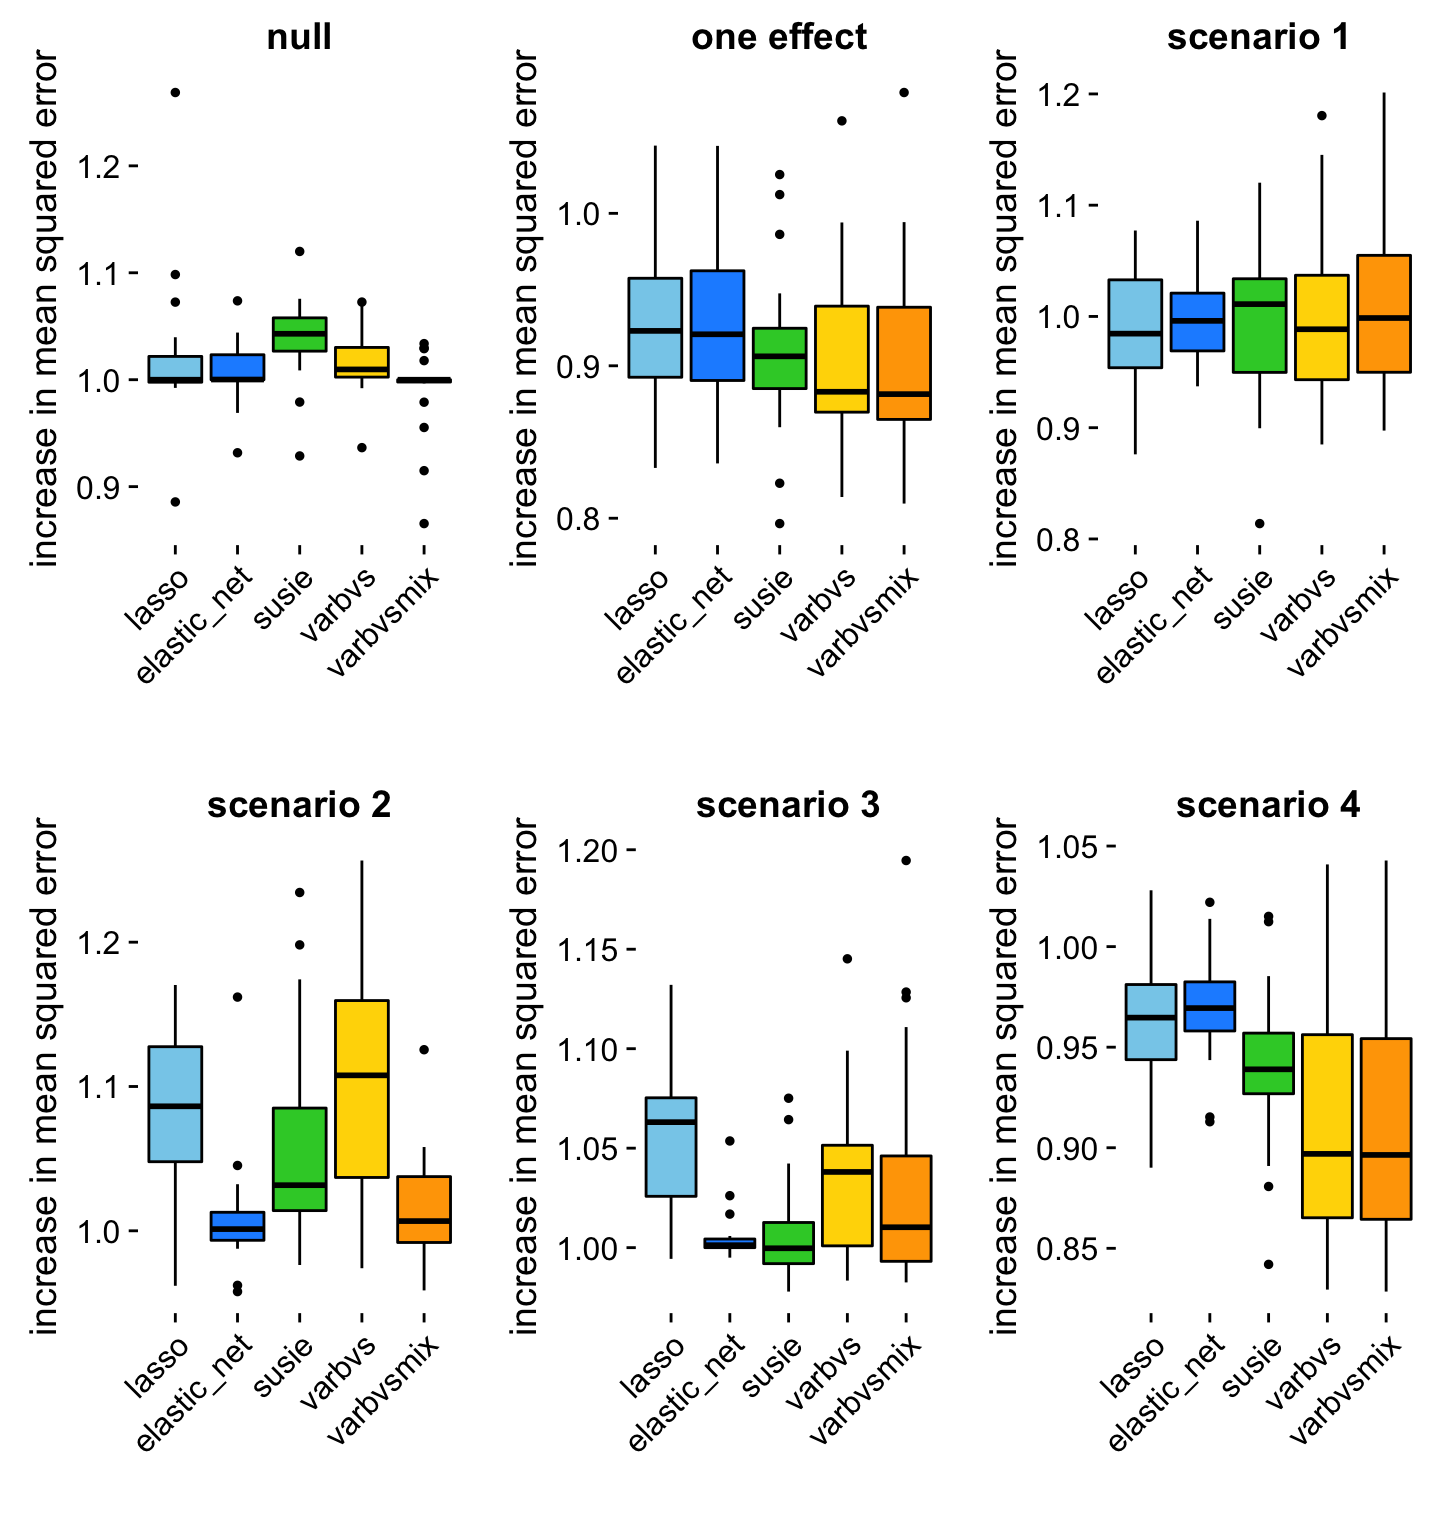 null
increase in mean squared error
1.2
1.1
1.0
0.9
lasso
elastic_net
susie
varbvs
varbvsmix
one effect
increase in mean squared error
1.0
0.9
0.8
lasso
elastic_net
susie
varbvs
varbvsmix
scenario 1
increase in mean squared error
1.2
1.1
1.0
0.9
0.8
lasso
elastic_net
susie
varbvs
varbvsmix
scenario 2
increase in mean squared error
1.2
1.1
1.0
lasso
elastic_net
susie
varbvs
varbvsmix
scenario 3
increase in mean squared error
1.20
1.15
1.10
1.05
1.00
lasso
elastic_net
susie
varbvs
varbvsmix
scenario 4
increase in mean squared error
1.05
1.00
0.95
0.90
0.85
lasso
elastic_net
susie
varbvs
varbvsmix